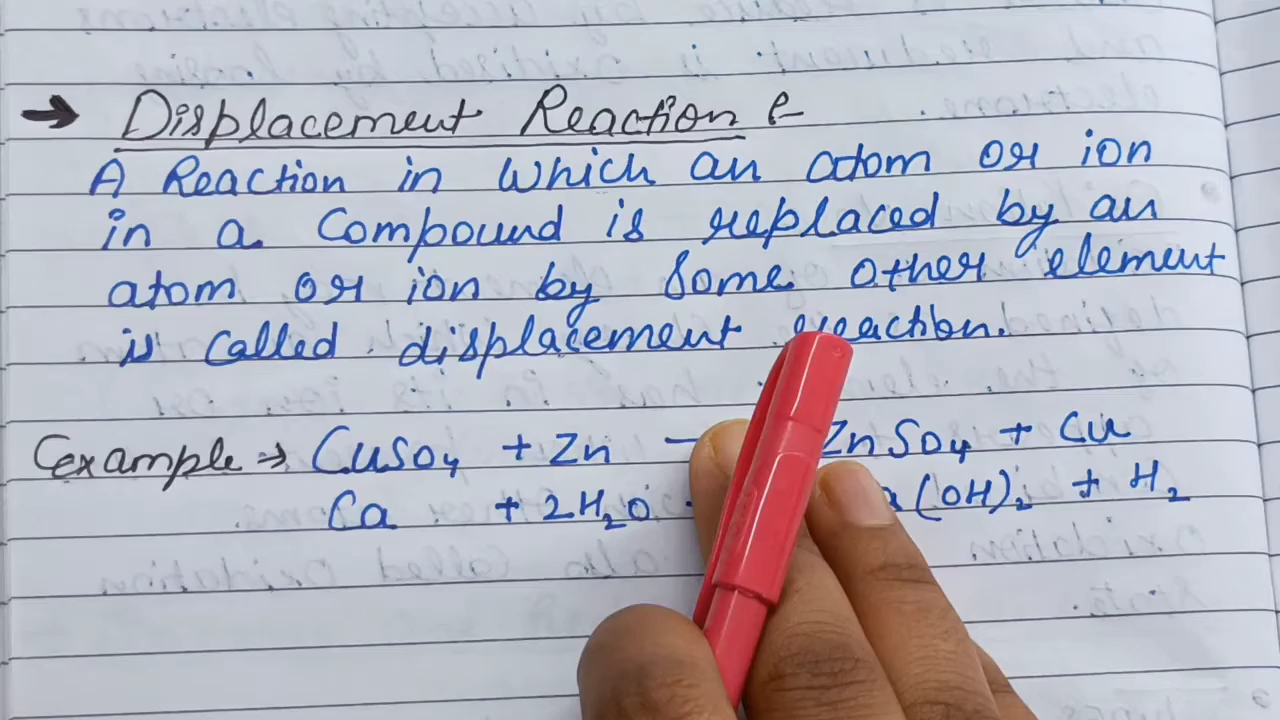 → Displacement Reaction :-
A Reaction in which an atom or ion
in a Compound is replaced by an
atom or ion by Some other element
is called displacement reaction.
Example → CuSO4 + Zn — ZnSO4 + Cu
Ca + 2H2O a(OH)2 + H2